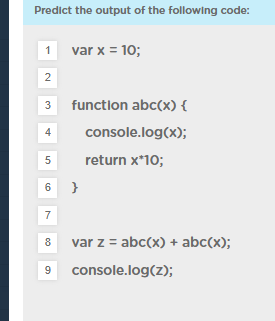 Predict the output of the following code:
1 var x = 10;
2
3 function abc(x) {
4 console.log(x);
5 return x*10;
6 }
7
8 var z = abc(x) + abc(x);
9 console.log(z);